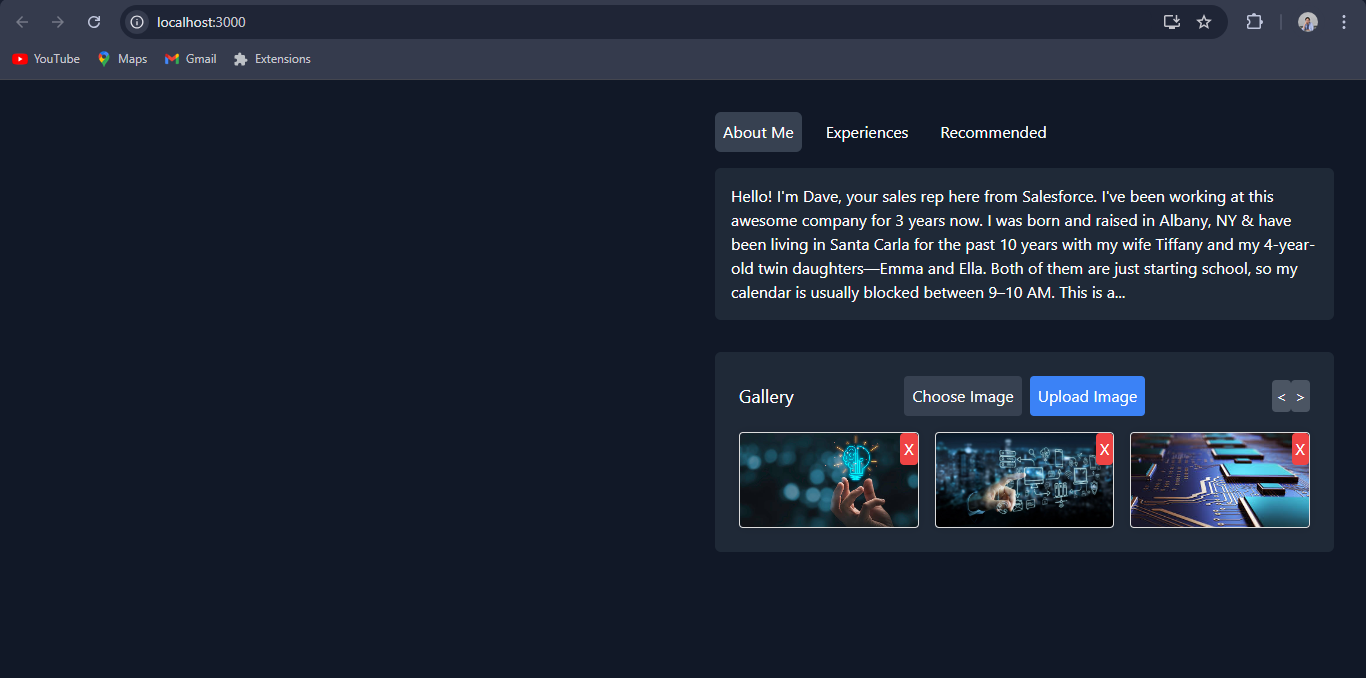 localhost:3000
YouTube Maps Gmail Extensions
About Me Experiences Recommended
Hello! I'm Dave, your sales rep here from Salesforce. I've been working at this
awesome company for 3 years now. I was born and raised in Albany, NY & have
been living in Santa Carla for the past 10 years with my wife Tiffany and my 4-year-
old twin daughters—Emma and Ella. Both of them are just starting school, so my
calendar is usually blocked between 9–10 AM. This is a...
Gallery Choose Image Upload Image < >
X X X